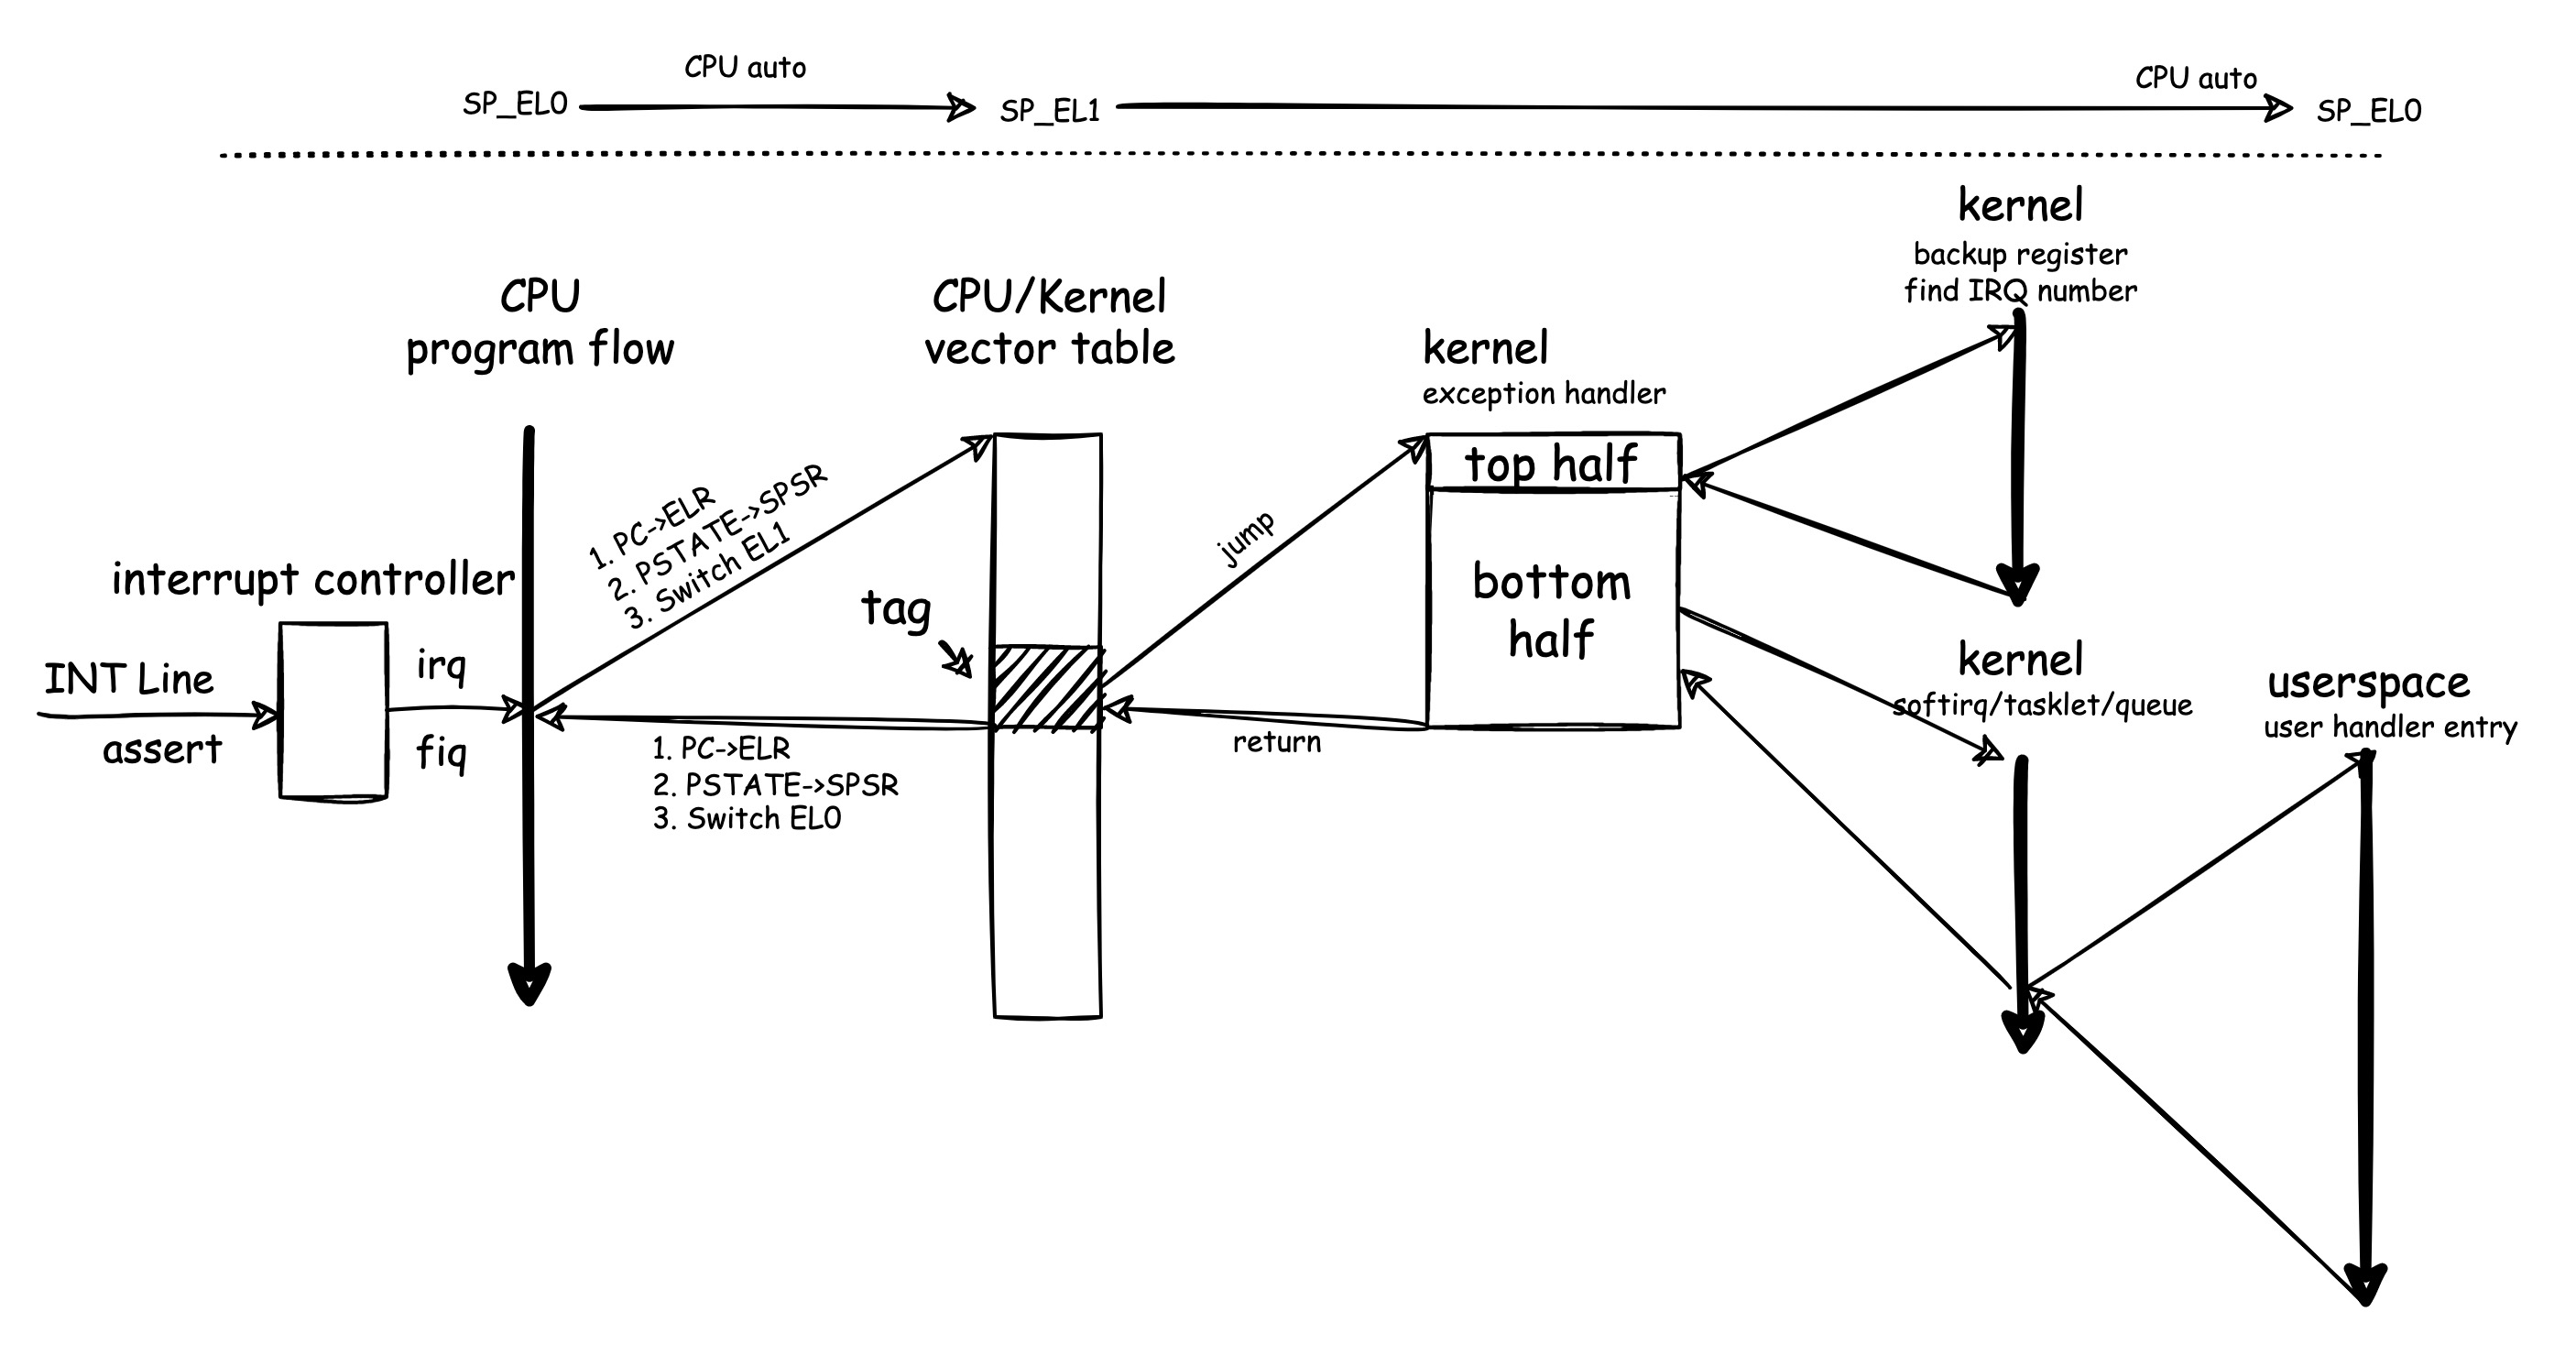 CPU auto
SP_EL0
SP_EL1
CPU auto
SP_EL0
kernel
backup register
find IRQ number
CPU
program flow
CPU/Kernel
vector table
kernel
exception handler
top half
bottom
half
1. PC->ELR
2. PSTATE->SPSR
3. Switch EL1
jump
interrupt controller
tag
INT Line
assert
irq
fiq
1. PC->ELR
2. PSTATE->SPSR
3. Switch EL0
return
kernel
softirq/tasklet/queue
userspace
user handler entry